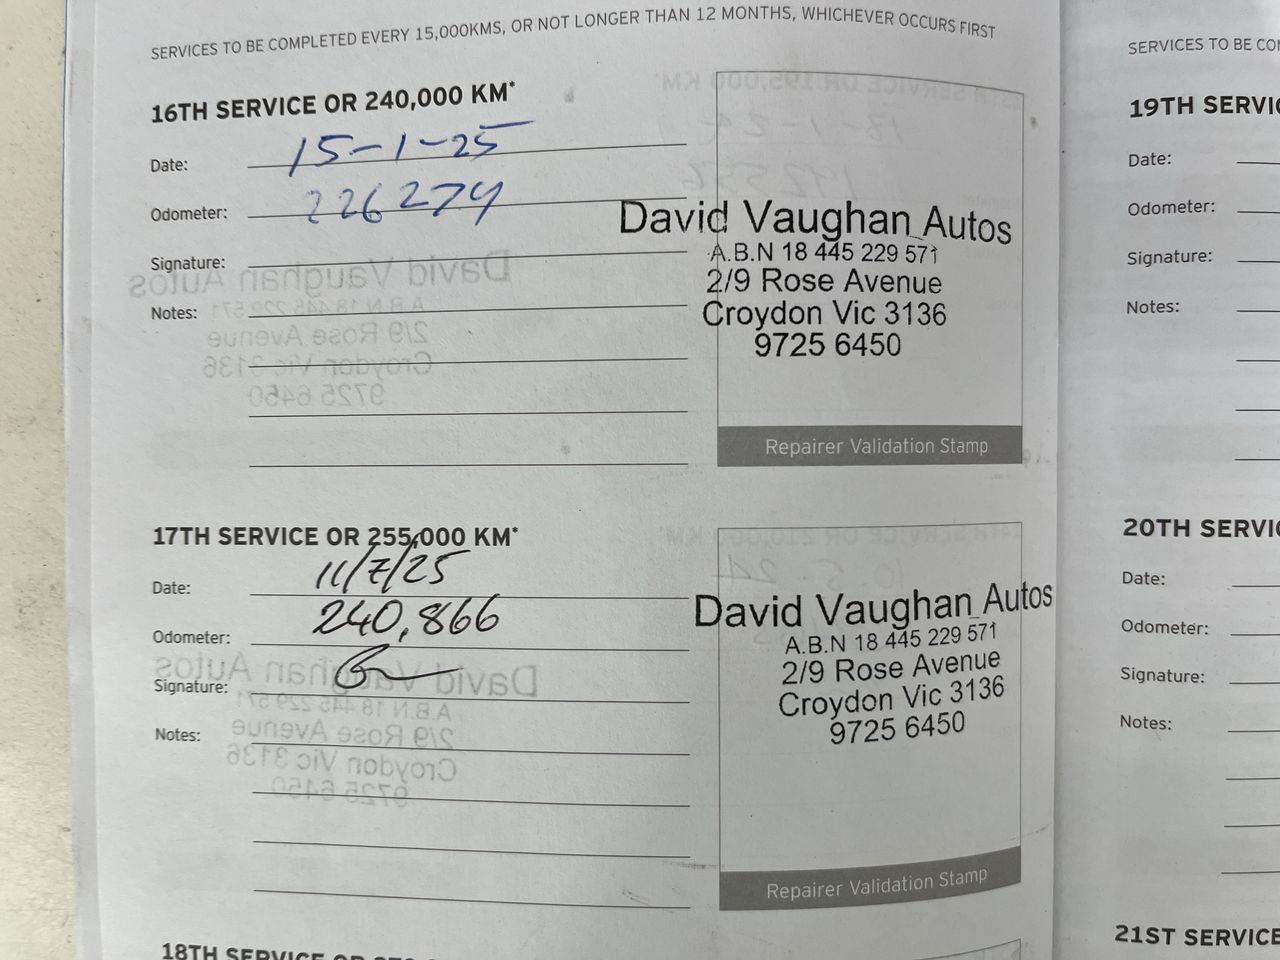 SERVICES TO BE COMPLETED EVERY 15,000KMS, OR NOT LONGER THAN 12 MONTHS, WHICHEVER OCCURS FIRST
16TH SERVICE OR 240,000 KM*
Date: 15-1-25
Odometer: 226279
Signature:
Notes:
David Vaughan Autos
A.B.N 18 445 229 571
2/9 Rose Avenue
Croydon Vic 3136
9725 6450
Repairer Validation Stamp
17TH SERVICE OR 255,000 KM*
Date: 11/7/25
Odometer: 240,866
Signature:
Notes:
David Vaughan Autos
A.B.N 18 445 229 571
2/9 Rose Avenue
Croydon Vic 3136
9725 6450
Repairer Validation Stamp
18TH SERVICE OR
SERVICES TO BE
19TH
Date:
Odometer:
Signature:
Notes:
20TH
Date:
Odometer:
Signature:
Notes:
21ST SERVICE